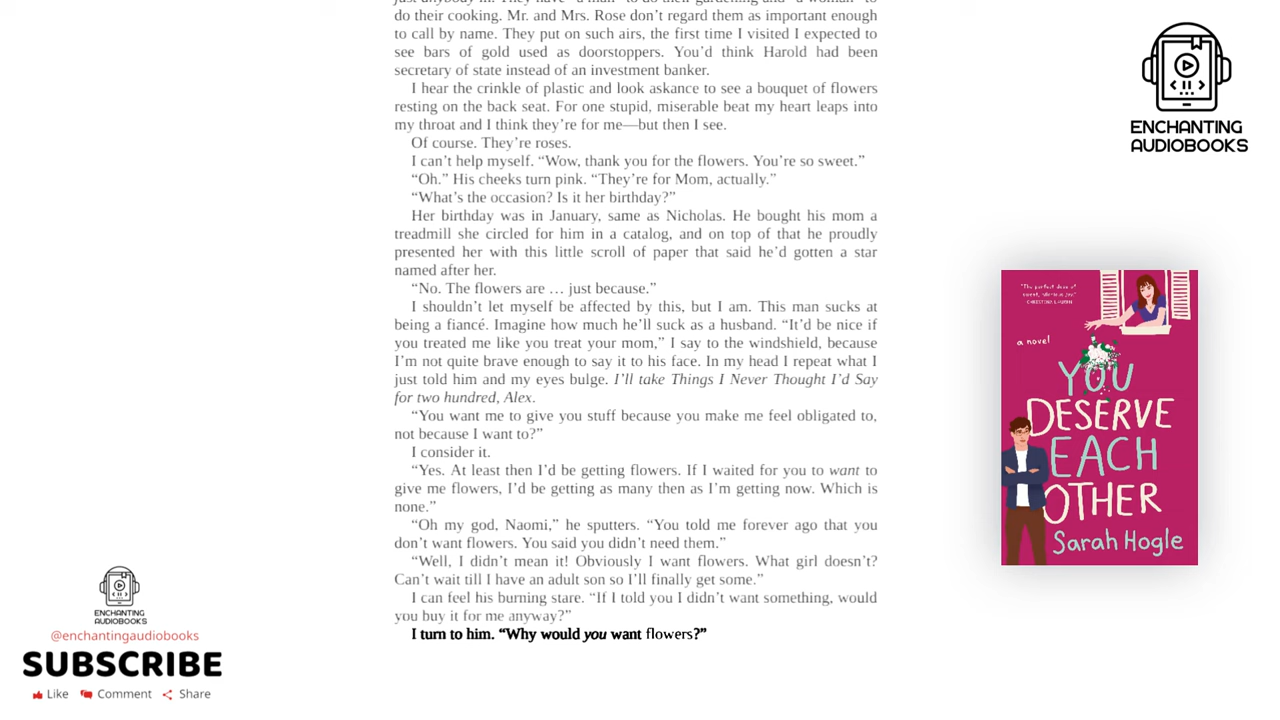 just anybody in. They have “a man” to do their gardening and “a woman” to
do their cooking. Mr. and Mrs. Rose don’t regard them as important enough
to call by name. They put on such airs, the first time I visited I expected to
see bars of gold used as doorstoppers. You’d think Harold had been
secretary of state instead of an investment banker.
I hear the crinkle of plastic and look askance to see a bouquet of flowers
resting on the back seat. For one stupid, miserable beat my heart leaps into
my throat and I think they’re for me—but then I see.
Of course. They’re roses.
I can’t help myself. “Wow, thank you for the flowers. You’re so sweet.”
“Oh.” His cheeks turn pink. “They’re for Mom, actually.”
“What’s the occasion? Is it her birthday?”
Her birthday was in January, same as Nicholas. He bought his mom a
treadmill she circled for him in a catalog, and on top of that he proudly
presented her with this little scroll of paper that said he’d gotten a star
named after her.
“No. The flowers are … just because.”
I shouldn’t let myself be affected by this, but I am. This man sucks at
being a fiancé. Imagine how much he’ll suck as a husband. “It’d be nice if
you treated me like you treat your mom,” I say to the windshield, because
I’m not quite brave enough to say it to his face. In my head I repeat what I
just told him and my eyes bulge. I’ll take Things I Never Thought I’d Say
for two hundred, Alex.
“You want me to give you stuff because you make me feel obligated to,
not because I want to?”
I consider it.
“Yes. At least then I’d be getting flowers. If I waited for you to want to
give me flowers, I’d be getting as many then as I’m getting now. Which is
none.”
“Oh my god, Naomi,” he sputters. “You told me forever ago that you
don’t want flowers. You said you didn’t need them.”
“Well, I didn’t mean it! Obviously I want flowers. What girl doesn’t?
Can’t wait till I have an adult son so I’ll finally get some.”
I can feel his burning stare. “If I told you I didn’t want something, would
you buy it for me anyway?”
I turn to him. “Why would you want flowers?”
ENCHANTING
AUDIOBOOKS
a novel
YOU
DESERVE
EACH
OTHER
Sarah Hogle
ENCHANTING
AUDIOBOOKS
@enchantingaudiobooks
SUBSCRIBE
Like Comment Share